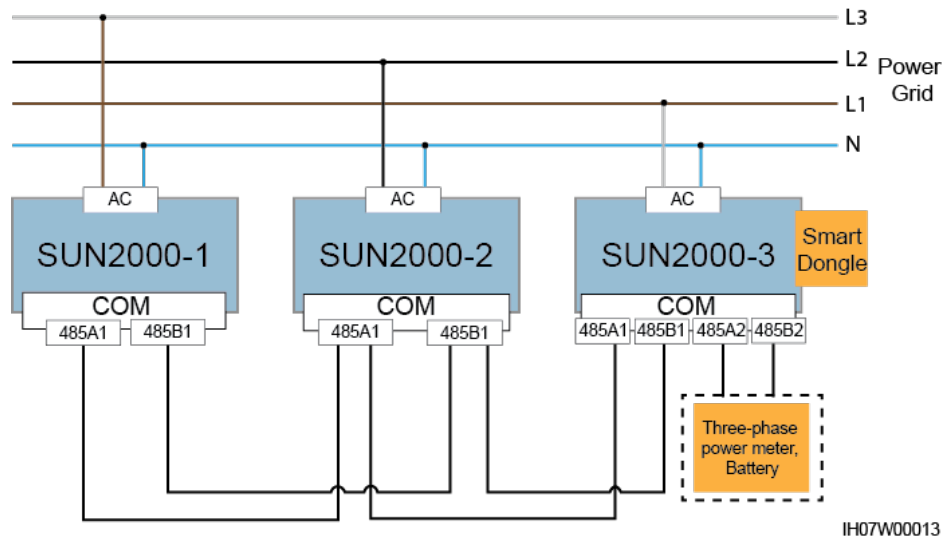 L3
L2
Power
Grid
L1
N
AC
AC
AC
SUN2000-1
SUN2000-2
SUN2000-3
Smart
Dongle
COM
COM
COM
485A1
485B1
485A1
485B1
485A1
485B1
485A2
485B2
Three-phase
power meter,
Battery
IH07W00013